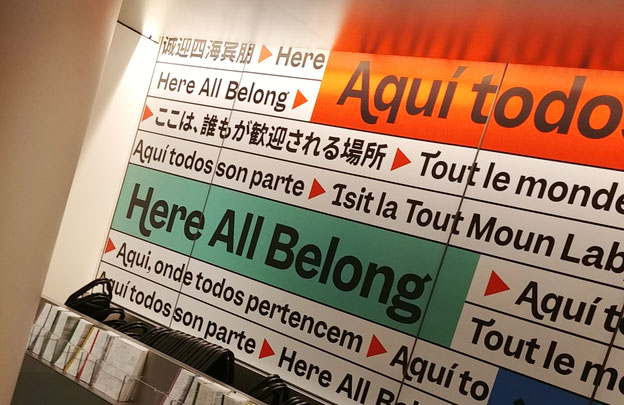 诚迎四海宾朋 ▶ Here
Aquí todos
Here All Belong ▶
▶ ここは、誰もが歓迎される場所 ▶ Tout le monde
Aquí todos son parte ▶ Isit la Tout Moun Lab
Here All Belong
▶ Aquí t
▶ Aqui, onde todos pertencem ▶ Aquí to
Tout le m
Aquí todos son parte ▶ Here All Be